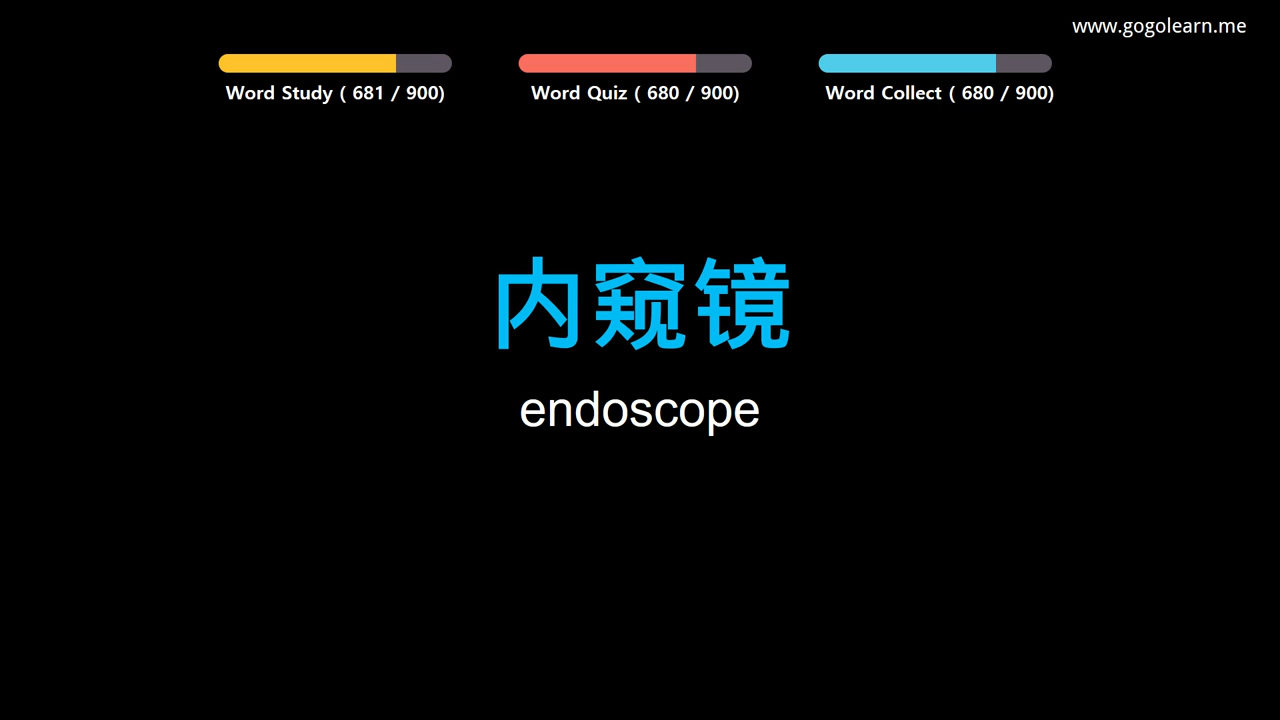 www.gogolearn.me
Word Study ( 681 / 900)
Word Quiz ( 680 / 900)
Word Collect ( 680 / 900)
内窥镜
endoscope